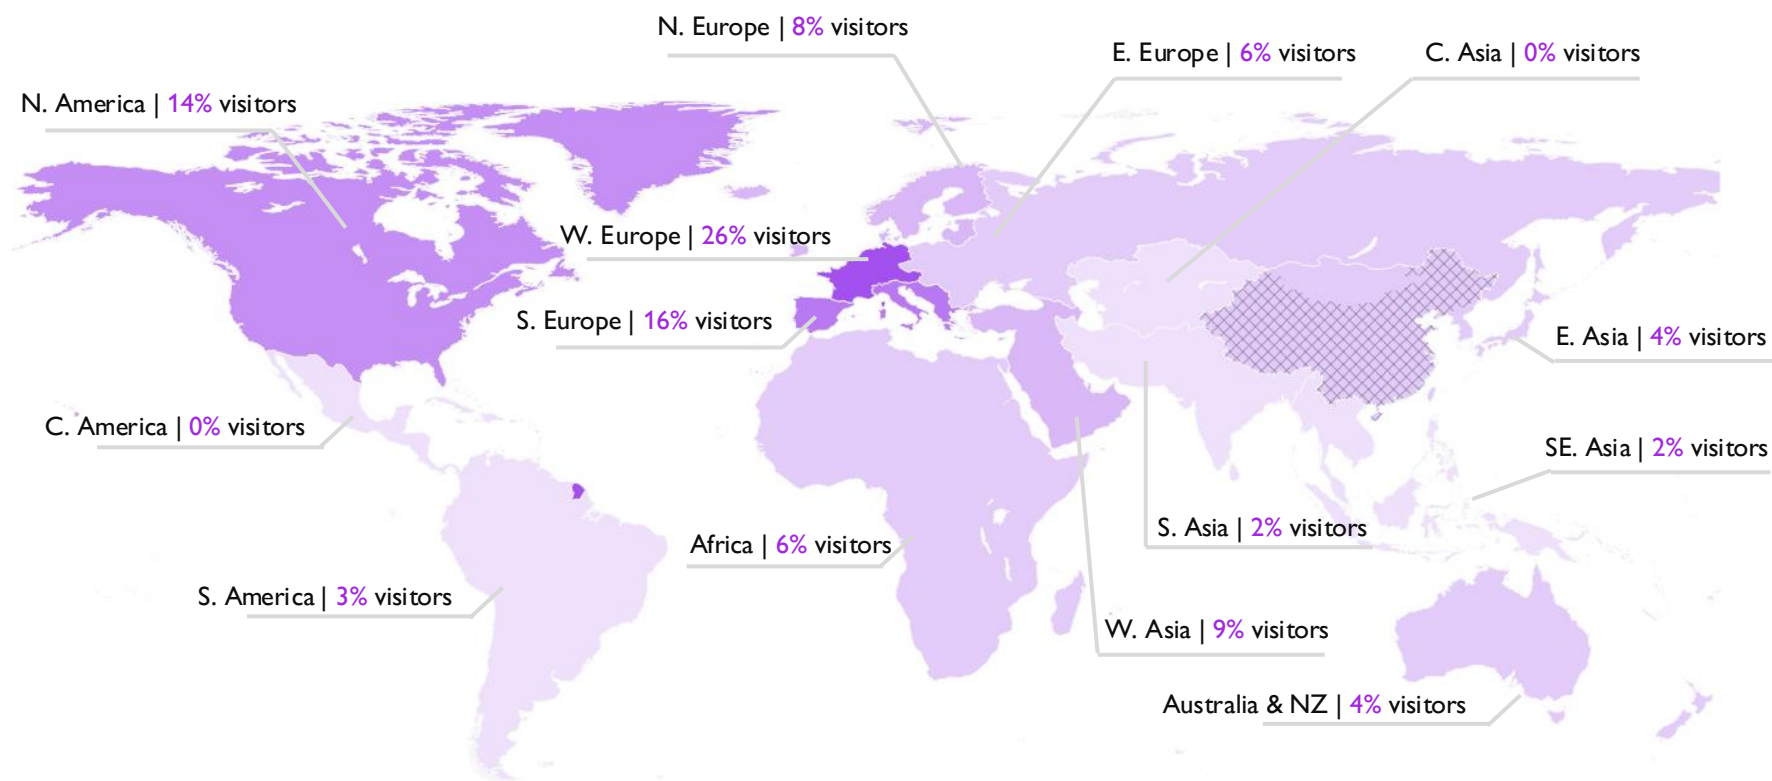 N. Europe | 8% visitors
E. Europe | 6% visitors
C. Asia | 0% visitors
N. America | 14% visitors
W. Europe | 26% visitors
S. Europe | 16% visitors
E. Asia | 4% visitors
C. America | 0% visitors
SE. Asia | 2% visitors
S. Asia | 2% visitors
Africa | 6% visitors
S. America | 3% visitors
W. Asia | 9% visitors
Australia & NZ | 4% visitors